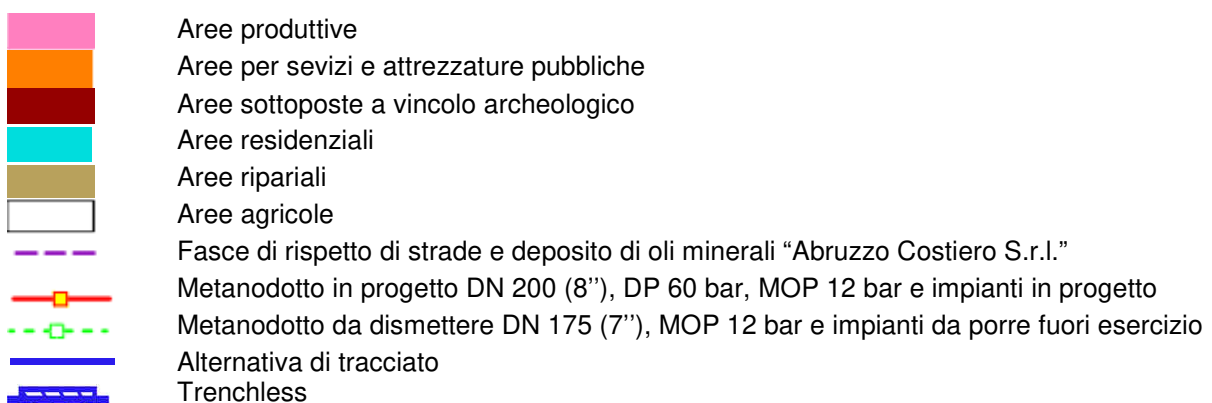 Aree produttive
Aree per sevizi e attrezzature pubbliche
Aree sottoposte a vincolo archeologico
Aree residenziali
Aree ripariali
Aree agricole
Fasce di rispetto di strade e deposito di oli minerali “Abruzzo Costiero S.r.l.”
Metanodotto in progetto DN 200 (8’’), DP 60 bar, MOP 12 bar e impianti in progetto
Metanodotto da dismettere DN 175 (7’’), MOP 12 bar e impianti da porre fuori esercizio
Alternativa di tracciato
Trenchless